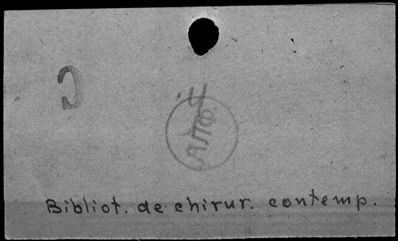 Bibliot. de chirur. contemp.